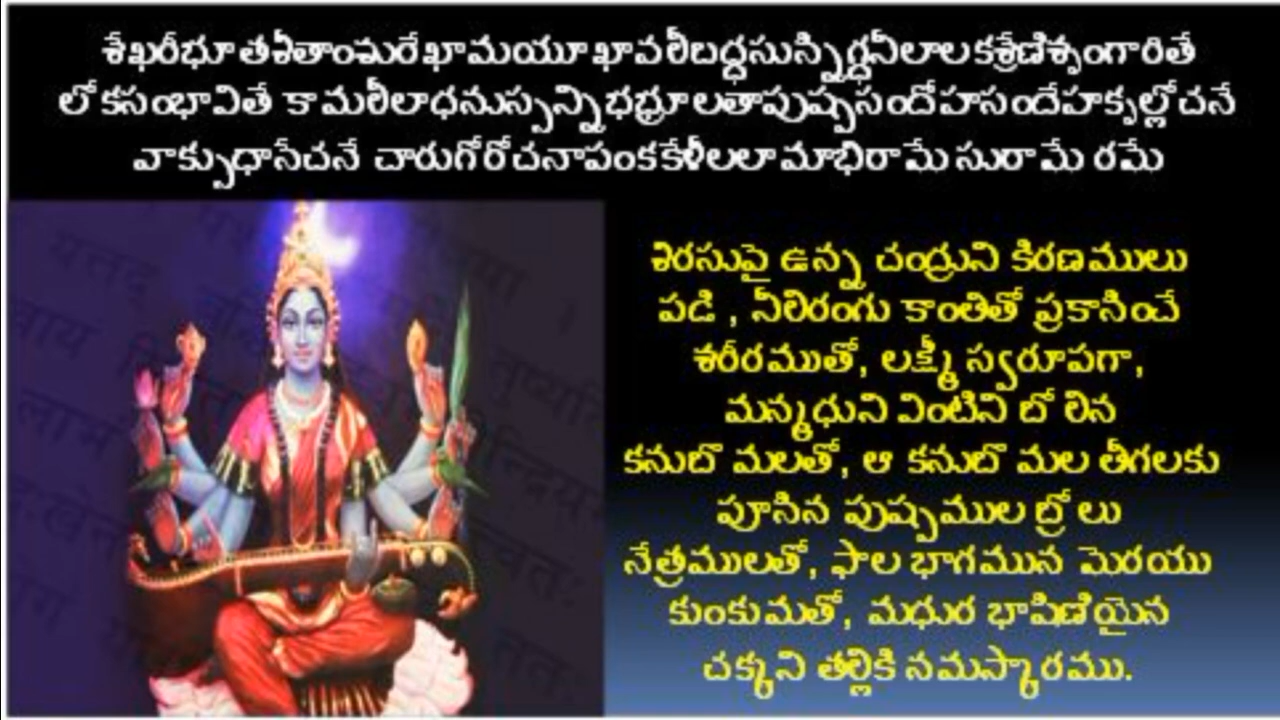 శేఖరీభూతశీతాంశురేఖామయూఖావలీబద్ధసుస్నిగ్ధనీలాలకశ్రేణిశృంగారితే
లోకసంభావితే కామలీలాధనుస్సన్నిభభ్రూలతాపుష్పసందోహసందేహకృల్లోచనే
వాక్సుధాసేచనే చారుగోరోచనాపంకకేళీలలామాభిరామే సురామే రమే
శిరసుపై ఉన్న చంద్రుని కిరణములు
పడి , నీలిరంగు కాంతితో ప్రకాసించే
శరీరముతో, లక్ష్మీ స్వరూపగా,
మన్మధుని వింటిని బో లిన
కనుబొ మలతో, ఆ కనుబొ మల తీగలకు
పూసిన పుష్పముల బ్రో లు
నేత్రములతో, ఫాల భాగమున మెరయు
కుంకుమతో, మధుర భాషిణియైన
చక్కని తల్లికి నమస్కారము.